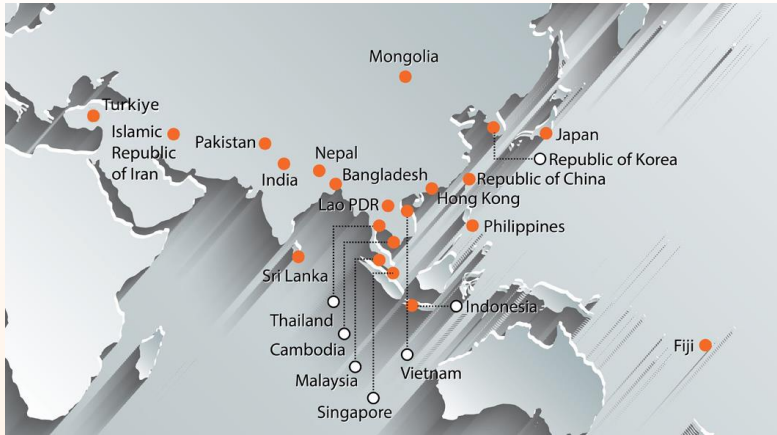 Mongolia
Turkiye
Islamic
Republic
of Iran
Pakistan
Nepal
India
Bangladesh
Japan
Republic of Korea
Republic of China
Hong Kong
Lao PDR
Philippines
Sri Lanka
Thailand
Cambodia
Malaysia
Singapore
Vietnam
Indonesia
Fiji